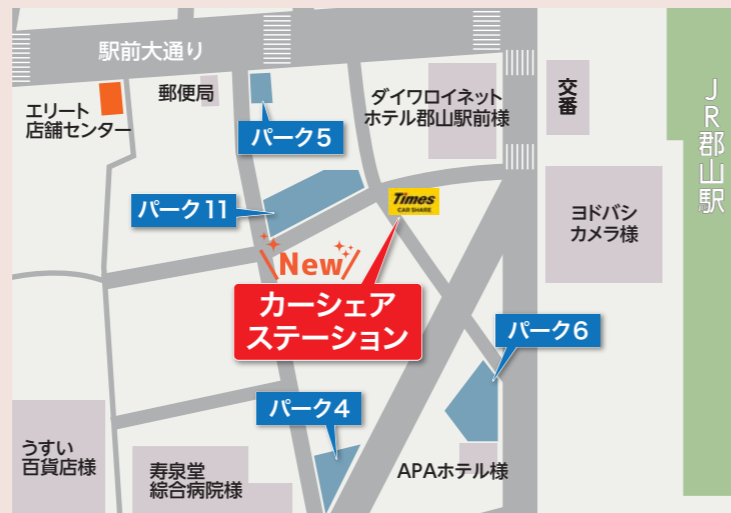 駅前大通り
エリート
店舗センター
郵便局
パーク5
ダイワロイネット
ホテル郡山駅前様
交番
JR郡山駅
パーク11
Times
CAR SHARE
ヨドバシ
カメラ様
New
カーシェア
ステーション
パーク6
パーク4
うすい
百貨店様
寿泉堂
綜合病院様
APAホテル様